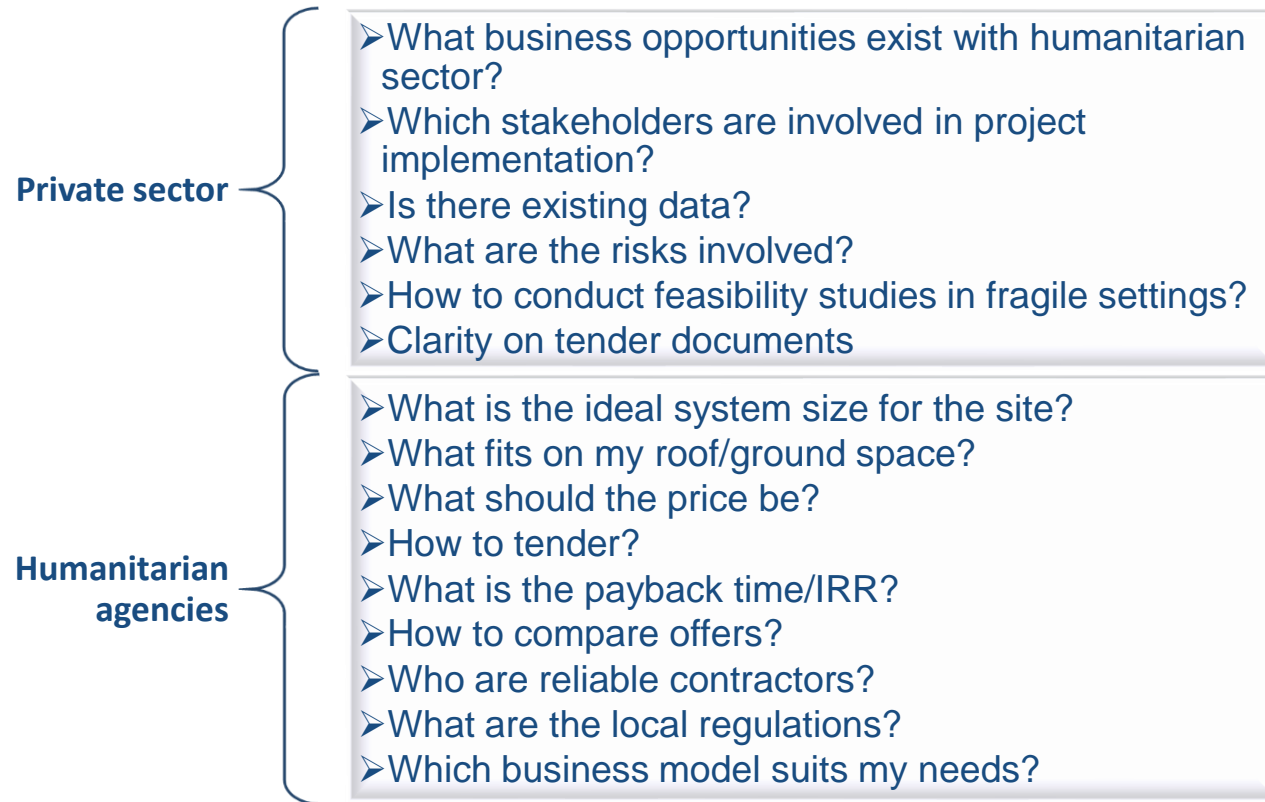 Private sector
➢What business opportunities exist with humanitarian
sector?
➢Which stakeholders are involved in project
implementation?
➢Is there existing data?
➢What are the risks involved?
➢How to conduct feasibility studies in fragile settings?
➢Clarity on tender documents
Humanitarian
agencies
➢What is the ideal system size for the site?
➢What fits on my roof/ground space?
➢What should the price be?
➢How to tender?
➢What is the payback time/IRR?
➢How to compare offers?
➢Who are reliable contractors?
➢What are the local regulations?
➢Which business model suits my needs?